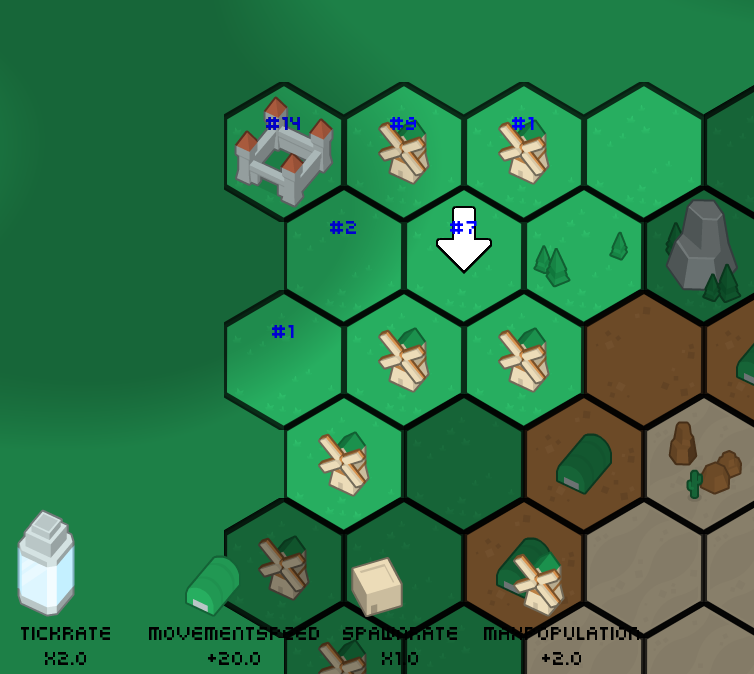 #14 #9 #1
#2 #7
#1
TICKRATE MOVEMENTSPEED SPAWNRATE MAXPOPULATION
X2.0 +20.0 X1.0 +2.0